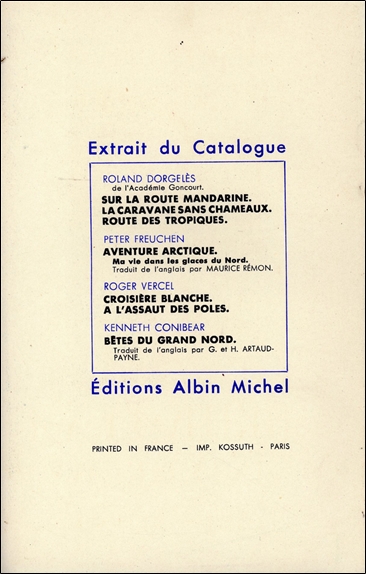 Extrait du Catalogue
ROLAND DORGELÈS
de l'Académie Goncourt.
SUR LA ROUTE MANDARINE.
LA CARAVANE SANS CHAMEAUX.
ROUTE DES TROPIQUES.
PETER FREUCHEN
AVENTURE ARCTIQUE.
Ma vie dans les glaces du Nord.
Traduit de l'anglais par MAURICE RÉMON.
ROGER VERCEL
CROISIÈRE BLANCHE.
A L'ASSAUT DES POLES.
KENNETH CONIBEAR
BÊTES DU GRAND NORD.
Traduit de l'anglais par G. et H. ARTAUD-
PAYNE.
Éditions Albin Michel
PRINTED IN FRANCE — IMP. KOSSUTH - PARIS